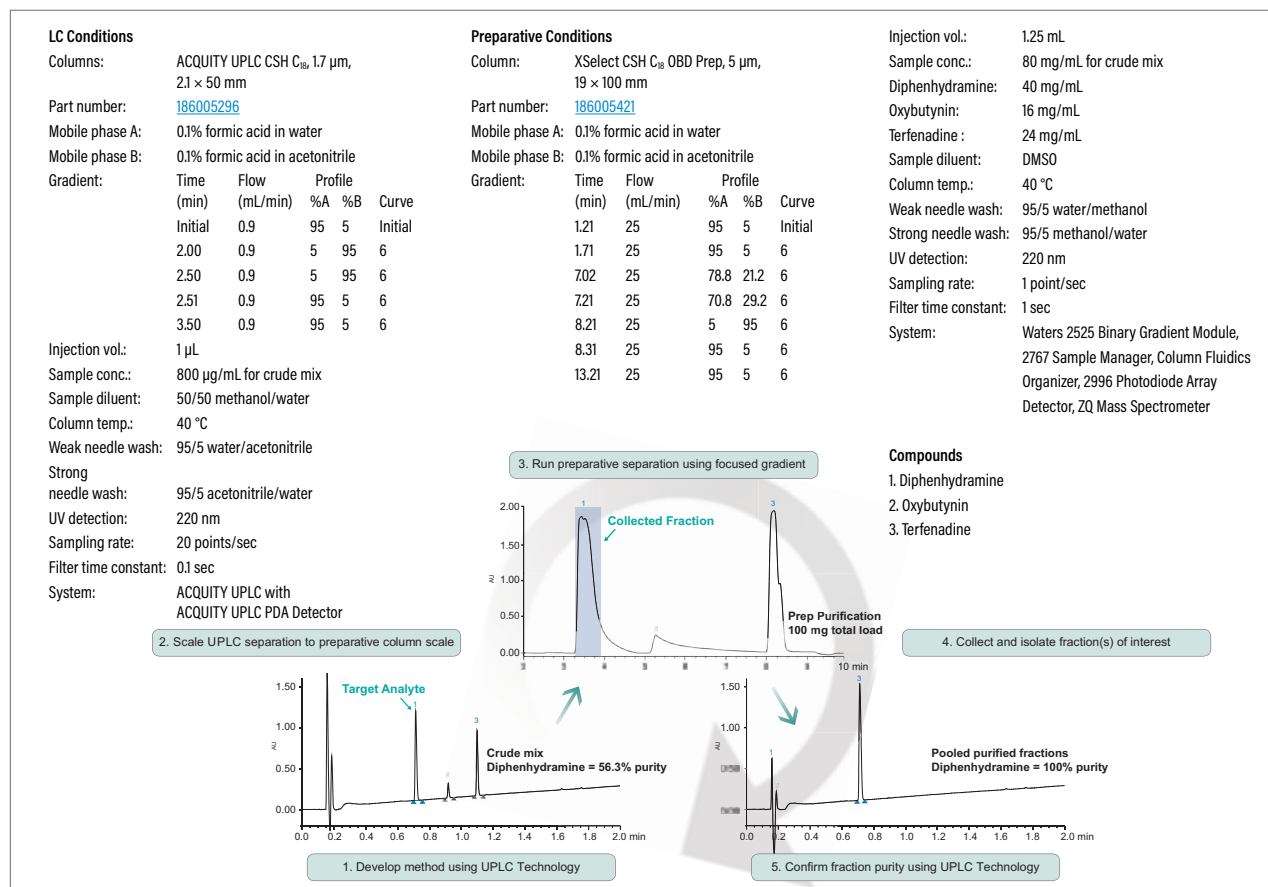 LC Conditions
Columns: ACQUITY UPLC CSH C₁₈, 1.7 µm,
2.1 × 50 mm
Part number: 186005296
Mobile phase A: 0.1% formic acid in water
Mobile phase B: 0.1% formic acid in acetonitrile
Gradient: Time Flow Profile
(min) (mL/min) %A %B Curve
Initial 0.9 95 5 Initial
2.00 0.9 5 95 6
2.50 0.9 5 95 6
2.51 0.9 95 5 6
3.50 0.9 95 5 6
Injection vol.: 1 µL
Sample conc.: 800 µg/mL for crude mix
Sample diluent: 50/50 methanol/water
Column temp.: 40 °C
Weak needle wash: 95/5 water/acetonitrile
Strong
needle wash: 95/5 acetonitrile/water
UV detection: 220 nm
Sampling rate: 20 points/sec
Filter time constant: 0.1 sec
System: ACQUITY UPLC with
ACQUITY UPLC PDA Detector
Preparative Conditions
Column: XSelect CSH C₁₈ OBD Prep, 5 µm,
19 × 100 mm
Part number: 186005421
Mobile phase A: 0.1% formic acid in water
Mobile phase B: 0.1% formic acid in acetonitrile
Gradient: Time Flow Profile
(min) (mL/min) %A %B Curve
1.21 25 95 5 Initial
1.71 25 95 5 6
7.02 25 78.8 21.2 6
7.21 25 70.8 29.2 6
8.21 25 5 95 6
8.31 25 95 5 6
13.21 25 95 5 6
Injection vol.: 1.25 mL
Sample conc.: 80 mg/mL for crude mix
Diphenhydramine: 40 mg/mL
Oxybutynin: 16 mg/mL
Terfenadine : 24 mg/mL
Sample diluent: DMSO
Column temp.: 40 °C
Weak needle wash: 95/5 water/methanol
Strong needle wash: 95/5 methanol/water
UV detection: 220 nm
Sampling rate: 1 point/sec
Filter time constant: 1 sec
System: Waters 2525 Binary Gradient Module,
2767 Sample Manager, Column Fluidics
Organizer, 2996 Photodiode Array
Detector, ZQ Mass Spectrometer
Compounds
1. Diphenhydramine
2. Oxybutynin
3. Terfenadine
3. Run preparative separation using focused gradient
2.00
1.50
1.00
0.50
0.00
AU
1
3
Collected Fraction
Prep Purification
100 mg total load
10 min
2. Scale UPLC separation to preparative column scale
4. Collect and isolate fraction(s) of interest
1.50
1.00
0.50
0.00
AU
Target Analyte
1
3
Crude mix
Diphenhydramine = 56.3% purity
0.0 0.2 0.4 0.6 0.8 1.0 1.2 1.4 1.6 1.8 2.0 min
1. Develop method using UPLC Technology
1.50
1.00
AU
1
3
Pooled purified fractions
Diphenhydramine = 100% purity
0.0 0.2 0.4 0.6 0.8 1.0 1.2 1.4 1.6 1.8 2.0 min
5. Confirm fraction purity using UPLC Technology